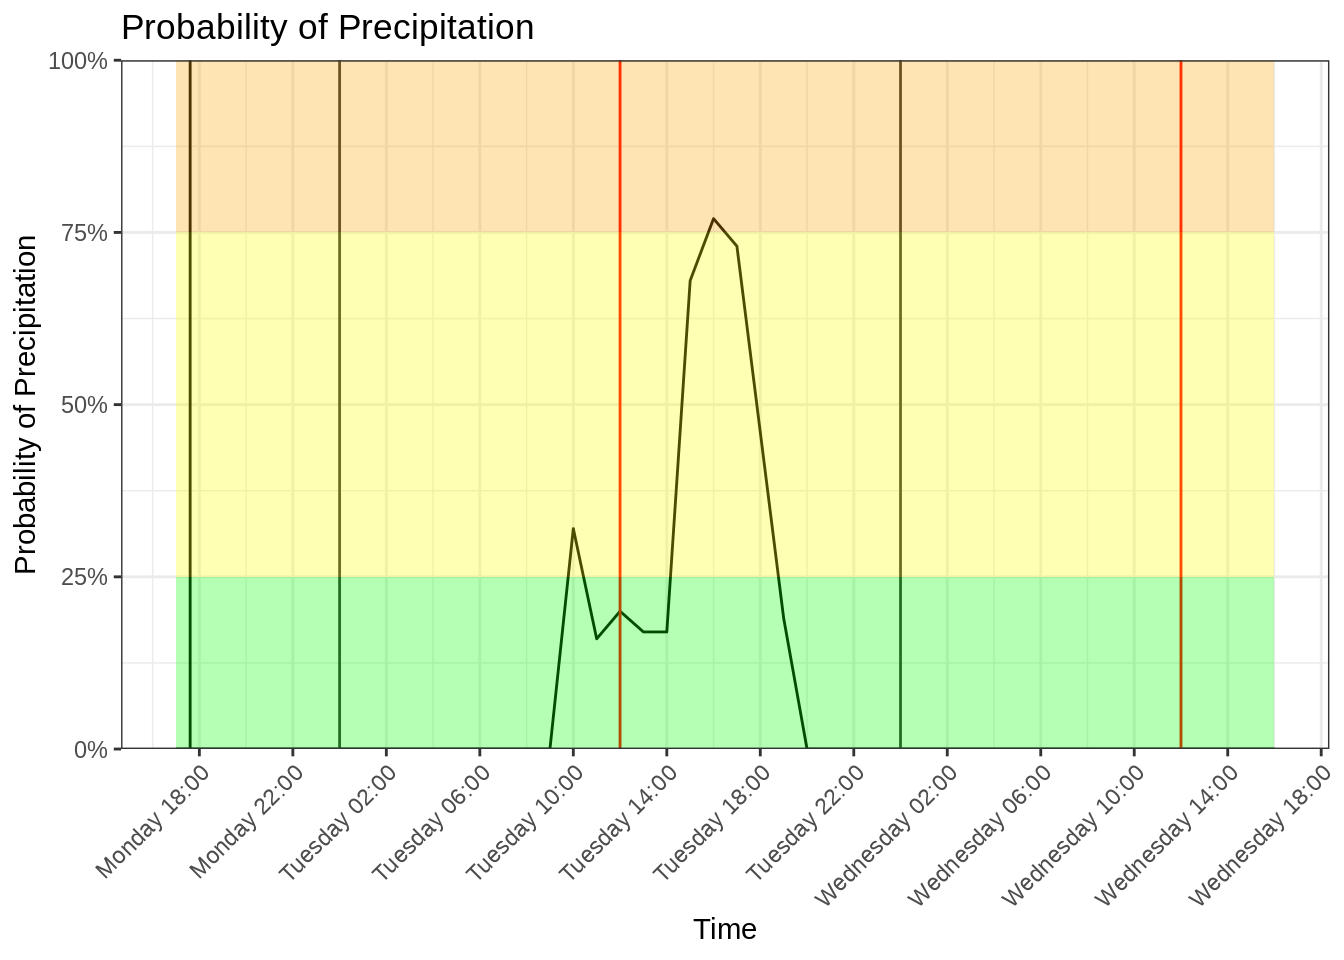 Probability of Precipitation
Probability of Precipitation
100%
75%
50%
25%
0%
Monday 18:00
Monday 22:00
Tuesday 02:00
Tuesday 06:00
Tuesday 10:00
Tuesday 14:00
Tuesday 18:00
Tuesday 22:00
Wednesday 02:00
Wednesday 06:00
Wednesday 10:00
Wednesday 14:00
Wednesday 18:00
Time